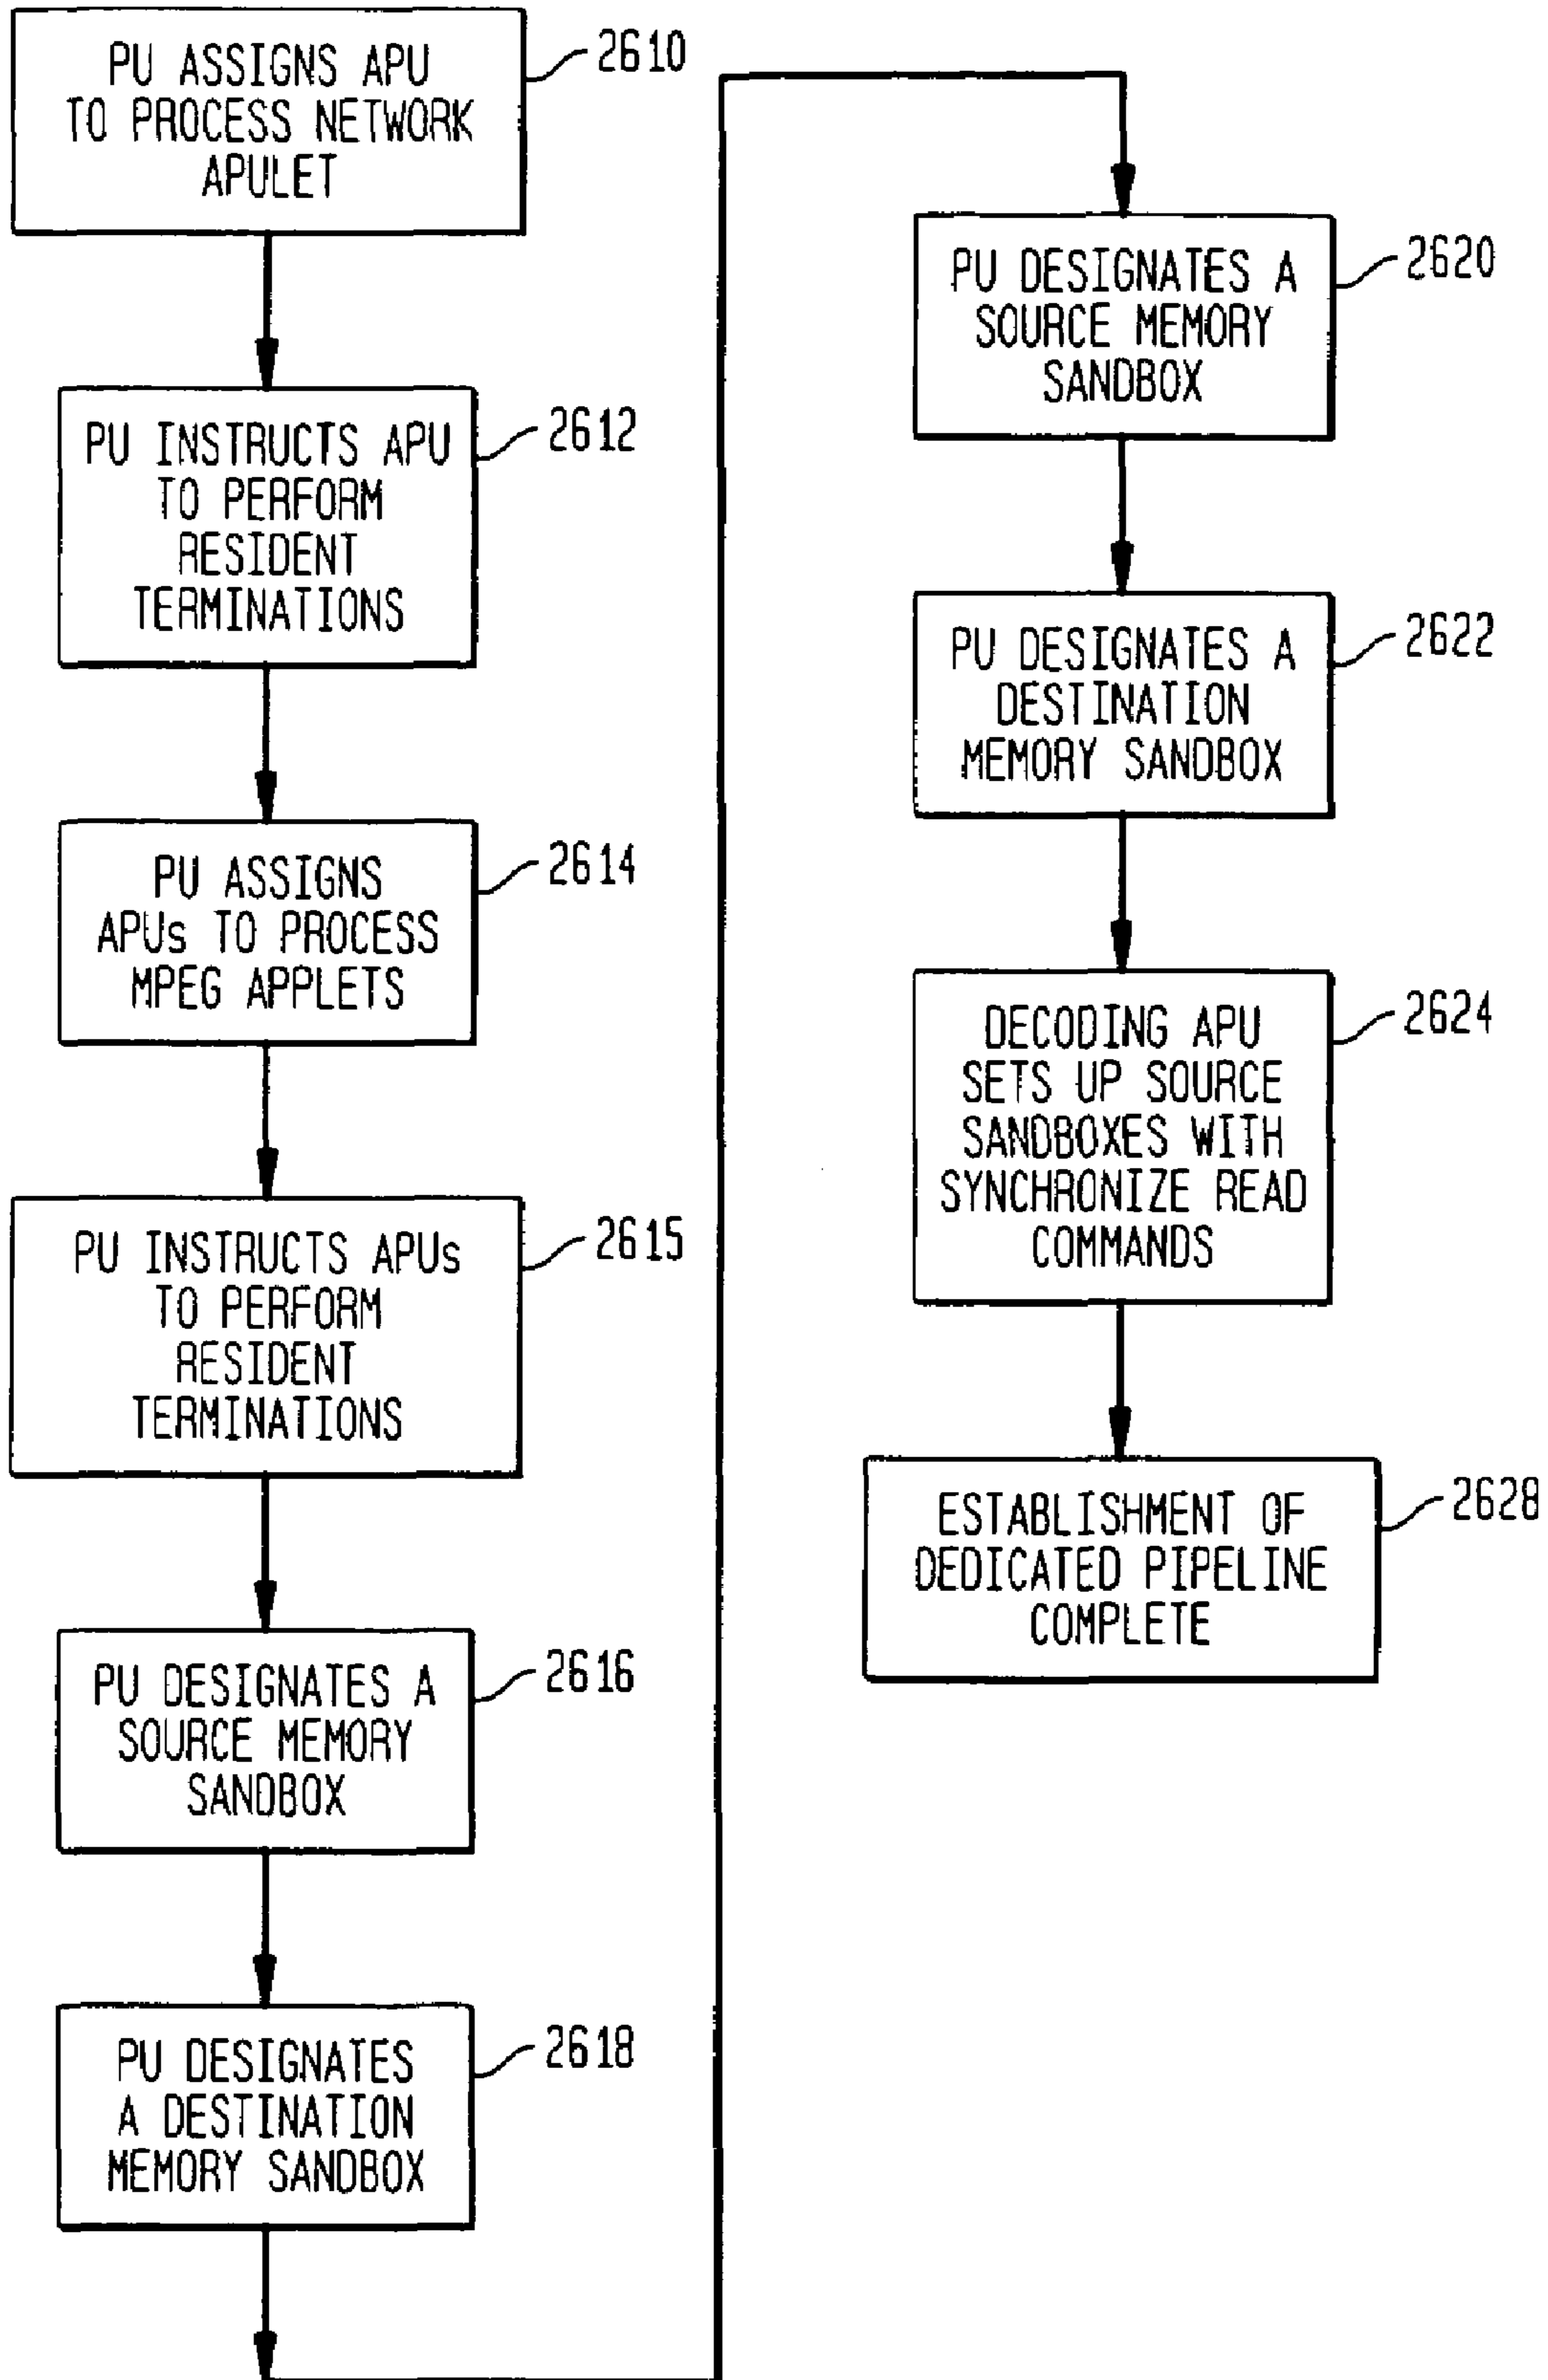 PU ASSIGNS APU
TO PROCESS NETWORK
APULET
2610
PU INSTRUCTS APU
TO PERFORM
RESIDENT
TERMINATIONS
2612
PU ASSIGNS
APUs TO PROCESS
MPEG APPLETS
2614
PU INSTRUCTS APUs
TO PERFORM
RESIDENT
TERMINATIONS
2615
PU DESIGNATES A
SOURCE MEMORY
SANDBOX
2616
PU DESIGNATES
A DESTINATION
MEMORY SANDBOX
2618
PU DESIGNATES A
SOURCE MEMORY
SANDBOX
2620
PU DESIGNATES A
DESTINATION
MEMORY SANDBOX
2622
DECODING APU
SETS UP SOURCE
SANDBOXES WITH
SYNCHRONIZE READ
COMMANDS
2624
ESTABLISHMENT OF
DEDICATED PIPELINE
COMPLETE
2628